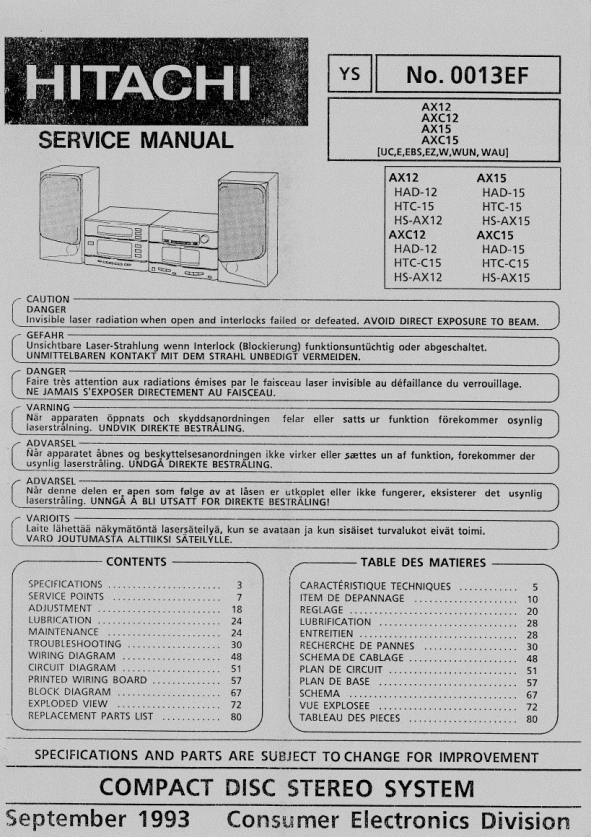 HITACHI
SERVICE MANUAL
YS
No. 0013EF
AX12
AXC12
AX15
AXC15
[UC,E,EBS,EZ,W,WUN, WAU]
AX12 AX15
HAD-12 HAD-15
HTC-15 HTC-15
HS-AX12 HS-AX15
AXC12 AXC15
HAD-12 HAD-15
HTC-C15 HTC-C15
HS-AX12 HS-AX15
CAUTION
DANGER
Invisible laser radiation when open and interlocks failed or defeated. AVOID DIRECT EXPOSURE TO BEAM.
GEFAHR
Unsichtbare Laser-Strahlung wenn Interlock (Blockierung) funktionsuntüchtig oder abgeschaltet.
UNMITTELBAREN KONTAKT MIT DEM STRAHL UNBEDIGT VERMEIDEN.
DANGER
Faire très attention aux radiations émises par le faisceau laser invisible au défaillance du verrouillage.
NE JAMAIS S'EXPOSER DIRECTEMENT AU FAISCEAU.
VARNING
När apparaten öppnats och skyddsanordningen felar eller satts ur funktion förekommer osynlig
laserstrålning. UNDVIK DIREKTE BESTRÅLING.
ADVARSEL
Når apparatet åbnes og beskyttelsesanordningen ikke virker eller sættes un af funktion, forekommer der
usynlig laserstråling. UNDGÅ DIREKTE BESTRÅLING.
ADVARSEL
Når denne delen er apen som følge av at låsen er utkoplet eller ikke fungerer, eksisterer det usynlig
laserstråling. UNNGÅ Å BLI UTSATT FOR DIREKTE BESTRÅLING!
VARIOITS
Laite lähettää näkymätöntä lasersäteilyä, kun se avataan ja kun sisäiset turvalukot eivät toimi.
VARO JOUTUMASTA ALTTIIKSI SÄTEILYLLE.
CONTENTS
SPECIFICATIONS .................... 3
SERVICE POINTS .................... 7
ADJUSTMENT .................... 18
LUBRICATION .................... 24
MAINTENANCE .................... 24
TROUBLESHOOTING .................... 30
WIRING DIAGRAM .................... 48
CIRCUIT DIAGRAM .................... 51
PRINTED WIRING BOARD .............. 57
BLOCK DIAGRAM .................... 67
EXPLODED VIEW .................... 72
REPLACEMENT PARTS LIST ............ 80
TABLE DES MATIERES
CARACTÉRISTIQUE TECHNIQUES ........... 5
ITEM DE DEPANNAGE .................... 10
REGLAGE .................... 20
LUBRIFICATION .................... 28
ENTREITIEN .................... 28
RECHERCHE DE PANNES .................... 30
SCHEMA DE CABLAGE .................... 48
PLAN DE CIRCUIT .................... 51
PLAN DE BASE .................... 57
SCHEMA .................... 67
VUE EXPLOSEE .................... 72
TABLEAU DES PIECES .................... 80
SPECIFICATIONS AND PARTS ARE SUBJECT TO CHANGE FOR IMPROVEMENT
COMPACT DISC STEREO SYSTEM
September 1993 Consumer Electronics Division